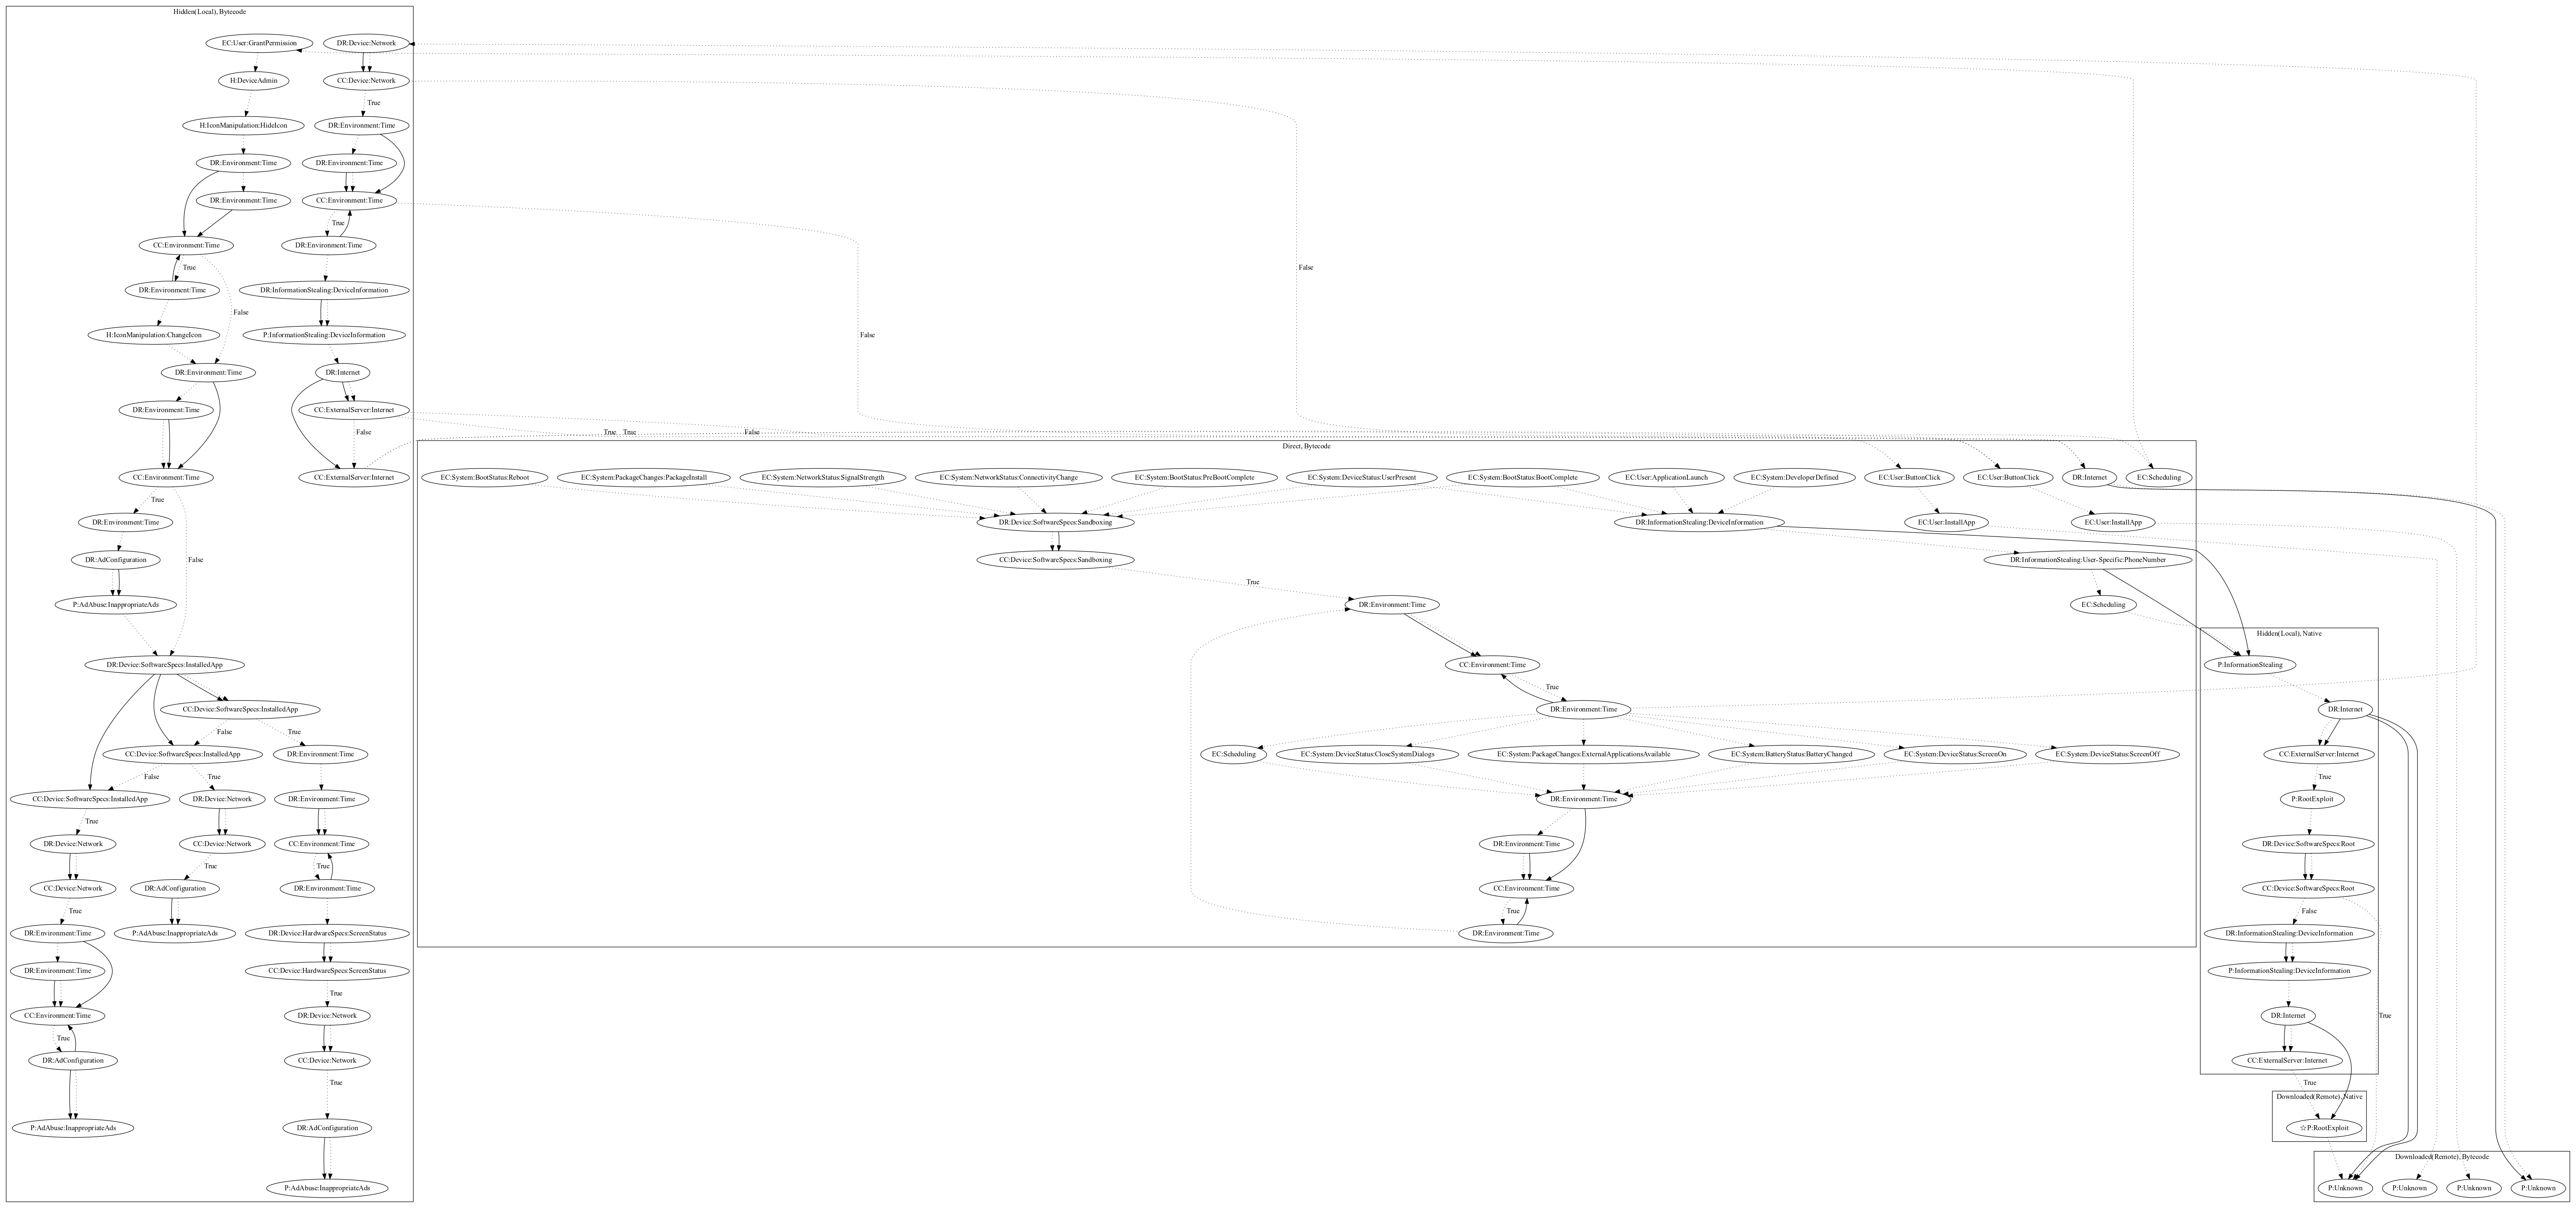 Hidden(Local), Bytecode
EC:User:GrantPermission
DR:Device:Network
H:DeviceAdmin
CC:Device:Network
True
H:IconManipulation:HideIcon
DR:Environment:Time
DR:Environment:Time
DR:Environment:Time
DR:Environment:Time
CC:Environment:Time
True
CC:Environment:Time
DR:Environment:Time
True
False
DR:Environment:Time
DR:InformationStealing:DeviceInformation
False
H:IconManipulation:ChangeIcon
P:InformationStealing:DeviceInformation
False
DR:Environment:Time
DR:Internet
DR:Environment:Time
CC:ExternalServer:Internet
False
True
True
False
CC:Environment:Time
CC:ExternalServer:Internet
True
DR:Environment:Time
DR:AdConfiguration
False
P:AdAbuse:InappropriateAds
DR:Device:SoftwareSpecs:InstalledApp
CC:Device:SoftwareSpecs:InstalledApp
False
True
CC:Device:SoftwareSpecs:InstalledApp
DR:Environment:Time
False
True
CC:Device:SoftwareSpecs:InstalledApp
DR:Device:Network
DR:Environment:Time
True
DR:Device:Network
CC:Device:Network
CC:Environment:Time
True
True
CC:Device:Network
DR:AdConfiguration
DR:Environment:Time
True
DR:Environment:Time
P:AdAbuse:InappropriateAds
DR:Device:HardwareSpecs:ScreenStatus
DR:Environment:Time
CC:Device:HardwareSpecs:ScreenStatus
True
CC:Environment:Time
DR:Device:Network
True
DR:AdConfiguration
CC:Device:Network
True
P:AdAbuse:InappropriateAds
DR:AdConfiguration
P:AdAbuse:InappropriateAds
Direct, Bytecode
EC:System:BootStatus:Reboot
EC:System:PackageChanges:PackageInstall
EC:System:NetworkStatus:SignalStrength
EC:System:NetworkStatus:ConnectivityChange
EC:System:BootStatus:PreBootComplete
EC:System:DeviceStatus:UserPresent
EC:System:BootStatus:BootComplete
EC:User:ApplicationLaunch
EC:System:DeveloperDefined
EC:User:ButtonClick
EC:User:ButtonClick
DR:Internet
EC:Scheduling
DR:Device:SoftwareSpecs:Sandboxing
DR:InformationStealing:DeviceInformation
EC:User:InstallApp
EC:User:InstallApp
CC:Device:SoftwareSpecs:Sandboxing
DR:InformationStealing:User-Specific:PhoneNumber
True
DR:Environment:Time
EC:Scheduling
CC:Environment:Time
True
DR:Environment:Time
EC:Scheduling
EC:System:DeviceStatus:CloseSystemDialogs
EC:System:PackageChanges:ExternalApplicationsAvailable
EC:System:BatteryStatus:BatteryChanged
EC:System:DeviceStatus:ScreenOn
EC:System:DeviceStatus:ScreenOff
DR:Environment:Time
DR:Environment:Time
CC:Environment:Time
True
DR:Environment:Time
Hidden(Local), Native
P:InformationStealing
DR:Internet
CC:ExternalServer:Internet
True
P:RootExploit
DR:Device:SoftwareSpecs:Root
CC:Device:SoftwareSpecs:Root
False
DR:InformationStealing:DeviceInformation
P:InformationStealing:DeviceInformation
DR:Internet
True
CC:ExternalServer:Internet
True
Downloaded(Remote), Native
☆P:RootExploit
Downloaded(Remote), Bytecode
P:Unknown
P:Unknown
P:Unknown
P:Unknown